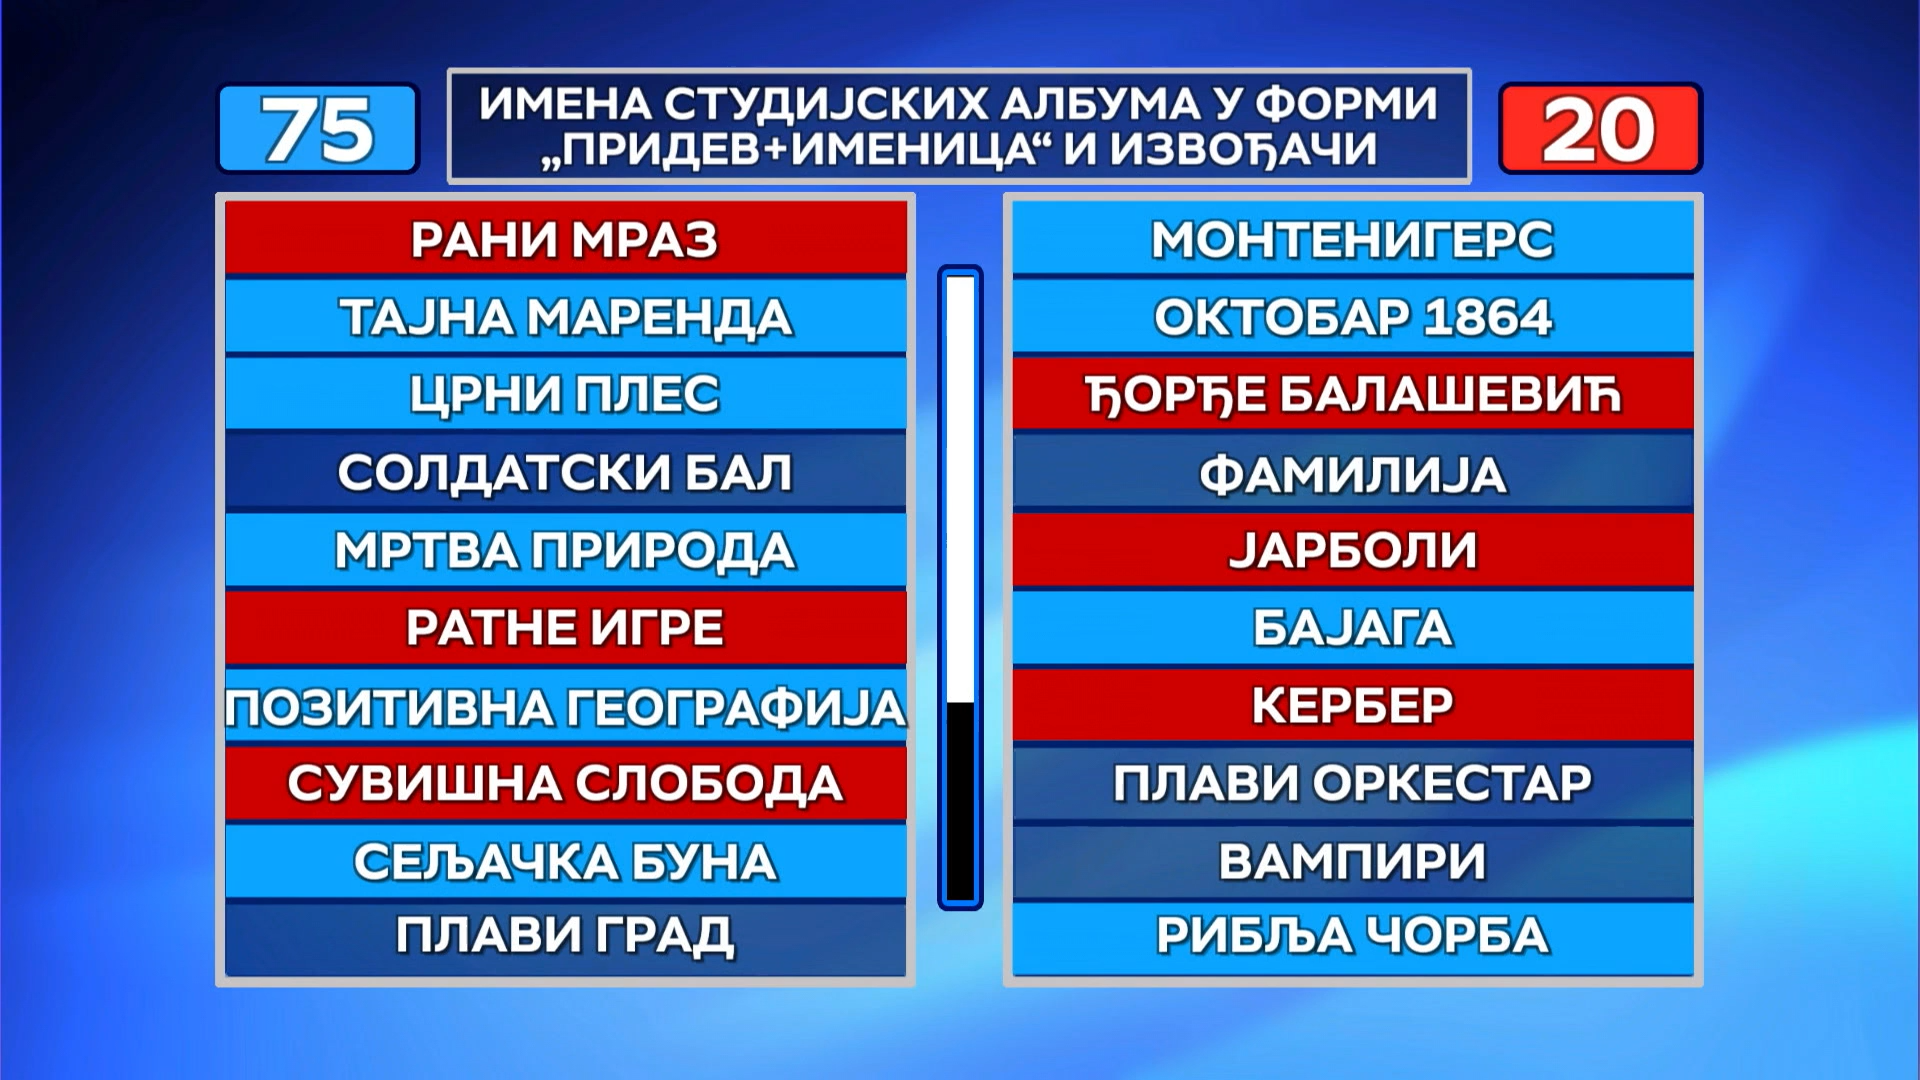 75
ИМЕНА СТУДИЈСКИХ АЛБУМА У ФОРМИ
„ПРИДЕВ+ИМЕНИЦА“ И ИЗВОЂАЧИ
20
РАНИ МРАЗ
ТАЈНА МАРЕНДА
ЦРНИ ПЛЕС
СОЛДАТСКИ БАЛ
МРТВА ПРИРОДА
РАТНЕ ИГРЕ
ПОЗИТИВНА ГЕОГРАФИЈА
СУВИШНА СЛОБОДА
СЕЉАЧКА БУНА
ПЛАВИ ГРАД
МОНТЕНИГЕРС
ОКТОБАР 1864
ЂОРЂЕ БАЛАШЕВИЋ
ФАМИЛИЈА
ЈАРБОЛИ
БАЈАГА
КЕРБЕР
ПЛАВИ ОРКЕСТАР
ВАМПИРИ
РИБЉА ЧОРБА